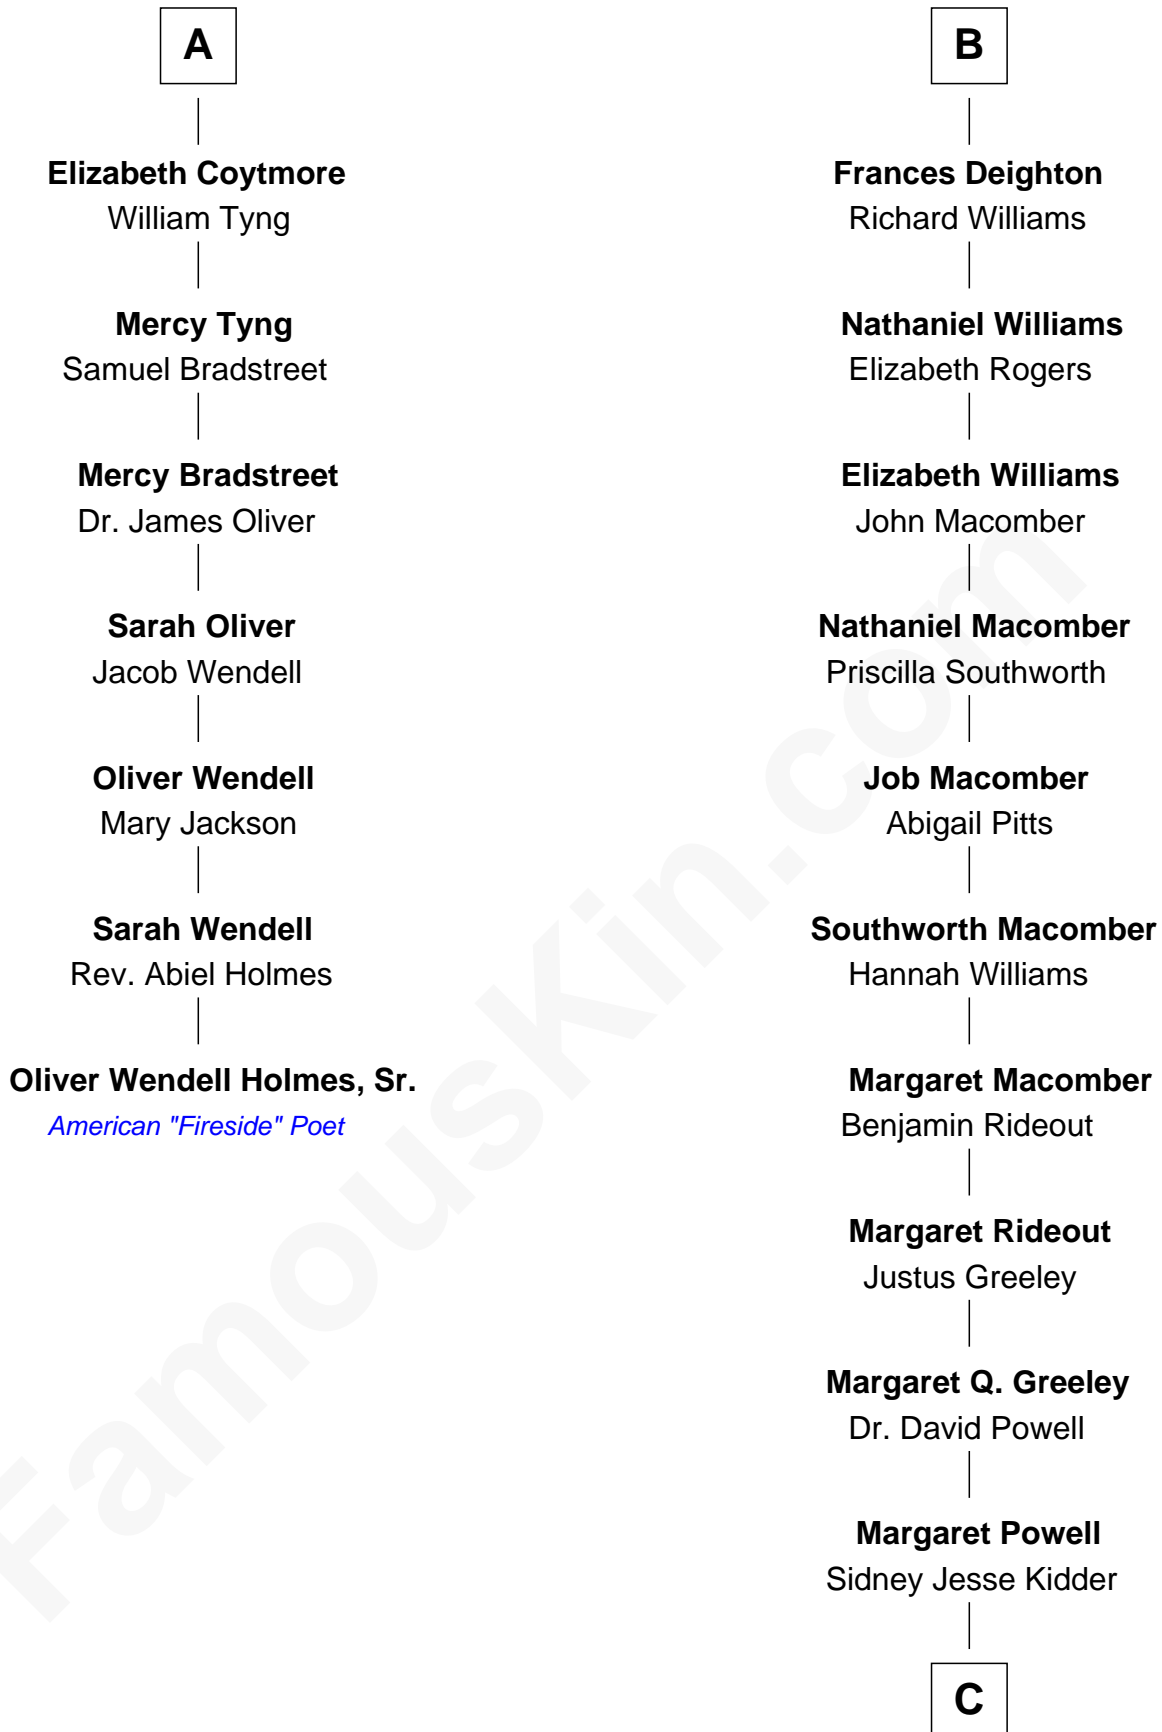 A
Elizabeth Coytmore
William Tyng
Mercy Tyng
Samuel Bradstreet
Mercy Bradstreet
Dr. James Oliver
Sarah Oliver
Jacob Wendell
Oliver Wendell
Mary Jackson
Sarah Wendell
Rev. Abiel Holmes
Oliver Wendell Holmes, Sr.
American "Fireside" Poet
B
Frances Deighton
Richard Williams
Nathaniel Williams
Elizabeth Rogers
Elizabeth Williams
John Macomber
Nathaniel Macomber
Priscilla Southworth
Job Macomber
Abigail Pitts
Southworth Macomber
Hannah Williams
Margaret Macomber
Benjamin Rideout
Margaret Rideout
Justus Greeley
Margaret Q. Greeley
Dr. David Powell
Margaret Powell
Sidney Jesse Kidder
C
FamousKin.com